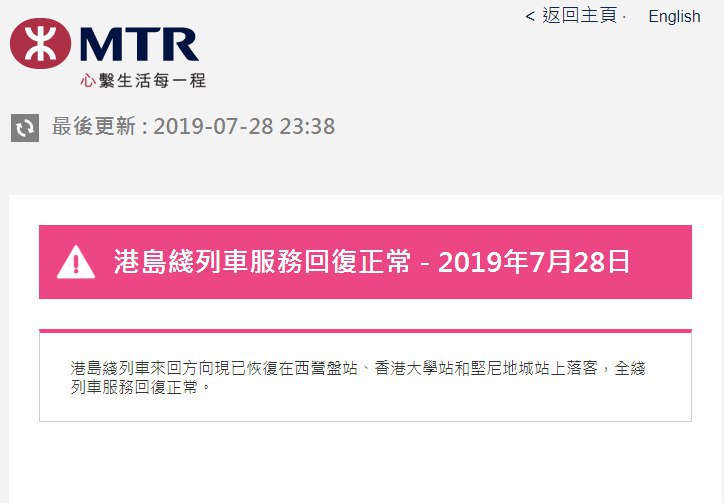 < 返回主頁 · English
MTR
心繫生活每一程
最後更新 : 2019-07-28 23:38
港島綫列車服務回復正常 - 2019年7月28日
港島綫列車來回方向現已恢復在西營盤站、香港大學站和堅尼地城站上落客，全綫
列車服務回復正常。